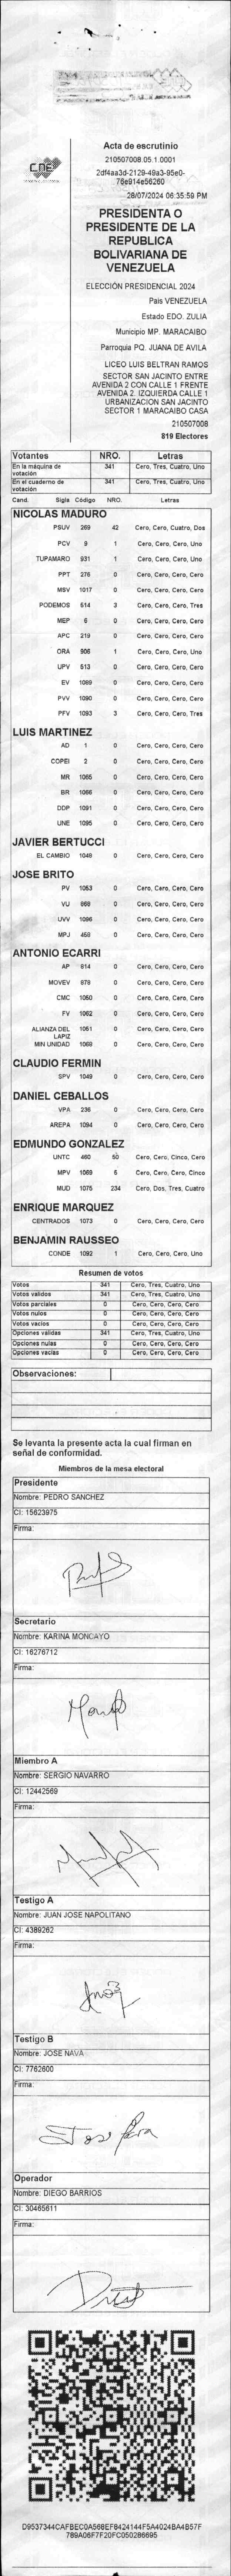 CNE
Acta de escrutinio
210507008.05.1.0001
2df4aa3d-2129-49a3-95e0-
76e914e56260
28/07/2024 06:35:59 PM
PRESIDENTA O
PRESIDENTE DE LA
REPUBLICA
BOLIVARIANA DE
VENEZUELA
ELECCIÓN PRESIDENCIAL 2024
País VENEZUELA
Estado EDO. ZULIA
Municipio MP. MARACAIBO
Parroquia PQ. JUANA DE AVILA
LICEO LUIS BELTRAN RAMOS
SECTOR SAN JACINTO ENTRE
AVENIDA 2 CON CALLE 1 FRENTE
AVENIDA 2. IZQUIERDA CALLE 1
URBANIZACION SAN JACINTO
SECTOR 1 MARACAIBO CASA
210507008
819 Electores
Votantes NRO. Letras
En la máquina de votación 341 Cero, Tres, Cuatro, Uno
En el cuaderno de votación 341 Cero, Tres, Cuatro, Uno
Cand. Sigls Código NRO. Letras
NICOLAS MADURO
PSUV 269 42 Cero, Cero, Cuatro, Dos
PCV 9 1 Cero, Cero, Cero, Uno
TUPAMARO 931 1 Cero, Cero, Cero, Uno
PPT 276 0 Cero, Cero, Cero, Cero
MSV 1017 0 Cero, Cero, Cero, Cero
PODEMOS 514 3 Cero, Cero, Cero, Tres
MEP 6 0 Cero, Cero, Cero, Cero
APC 219 0 Cero, Cero, Cero, Cero
ORA 906 1 Cero, Cero, Cero, Uno
UPV 513 0 Cero, Cero, Cero, Cero
EV 1089 0 Cero, Cero, Cero, Cero
PVV 1090 0 Cero, Cero, Cero, Cero
PFV 1093 3 Cero, Cero, Cero, Tres
LUIS MARTINEZ
AD 1 0 Cero, Cero, Cero, Cero
COPEI 2 0 Cero, Cero, Cero, Cero
MR 1065 0 Cero, Cero, Cero, Cero
BR 1066 0 Cero, Cero, Cero, Cero
DDP 1091 0 Cero, Cero, Cero, Cero
UNE 1095 0 Cero, Cero, Cero, Cero
JAVIER BERTUCCI
EL CAMBIO 1048 0 Cero, Cero, Cero, Cero
JOSE BRITO
PV 1053 0 Cero, Cero, Cero, Cero
VU 868 0 Cero, Cero, Cero, Cero
UVV 1096 0 Cero, Cero, Cero, Cero
MPJ 458 0 Cero, Cero, Cero, Cero
ANTONIO ECARRI
AP 814 0 Cero, Cero, Cero, Cero
MOVEV 979 0 Cero, Cero, Cero, Cero
CMC 1050 0 Cero, Cero, Cero, Cero
FV 1062 0 Cero, Cero, Cero, Cero
ALIANZA DEL LAPIZ 1051 0 Cero, Cero, Cero, Cero
MIN UNIDAD 1069 0 Cero, Cero, Cero, Cero
CLAUDIO FERMIN
SPV 1049 0 Cero, Cero, Cero, Cero
DANIEL CEBALLOS
VPA 236 0 Cero, Cero, Cero, Cero
AREPA 1094 0 Cero, Cero, Cero, Cero
EDMUNDO GONZALEZ
UNTC 460 50 Cero, Cero, Cinco, Cero
MPV 1069 5 Cero, Cero, Cero, Cinco
MUD 1075 234 Cero, Dos, Tres, Cuatro
ENRIQUE MARQUEZ
CENTRADOS 1073 0 Cero, Cero, Cero, Cero
BENJAMIN RAUSSEO
CONDE 1092 1 Cero, Cero, Cero, Uno
Resumen de votos
Votos 341 Cero, Tres, Cuatro, Uno
Votos válidos 341 Cero, Tres, Cuatro, Uno
Votos parciales 0 Cero, Cero, Cero, Cero
Votos nulos 0 Cero, Cero, Cero, Cero
Votos vacíos 0 Cero, Cero, Cero, Cero
Opciones válidas 341 Cero, Tres, Cuatro, Uno
Opciones nulas 0 Cero, Cero, Cero, Cero
Opciones vacías 0 Cero, Cero, Cero, Cero
Observaciones:
Se levanta la presente acta la cual firman en
señal de conformidad.
Miembros de la mesa electoral
Presidente
Nombre: PEDRO SANCHEZ
CI: 15623975
Firma:
Secretario
Nombre: KARINA MONCAYO
CI: 16276712
Firma:
Miembro A
Nombre: SERGIO NAVARRO
CI: 12442569
Firma:
Testigo A
Nombre: JUAN JOSE NAPOLITANO
CI: 4389262
Firma:
Testigo B
Nombre: JOSE NAVA
CI: 7762600
Firma:
Operador
Nombre: DIEGO BARRIOS
CI: 30465611
Firma:
D9537344CAFBEC0A568EF8424144F5A4024BA4B57F
789A06F7F20FC050286695